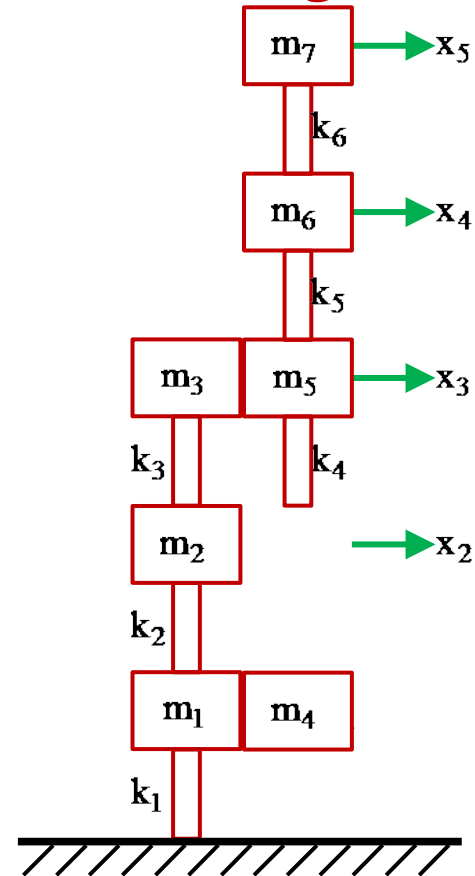 m₇ x₅
k₆
m₆ x₄
k₅
m₃ m₅ x₃
k₃ k₄
m₂ x₂
k₂
m₁ m₄
k₁